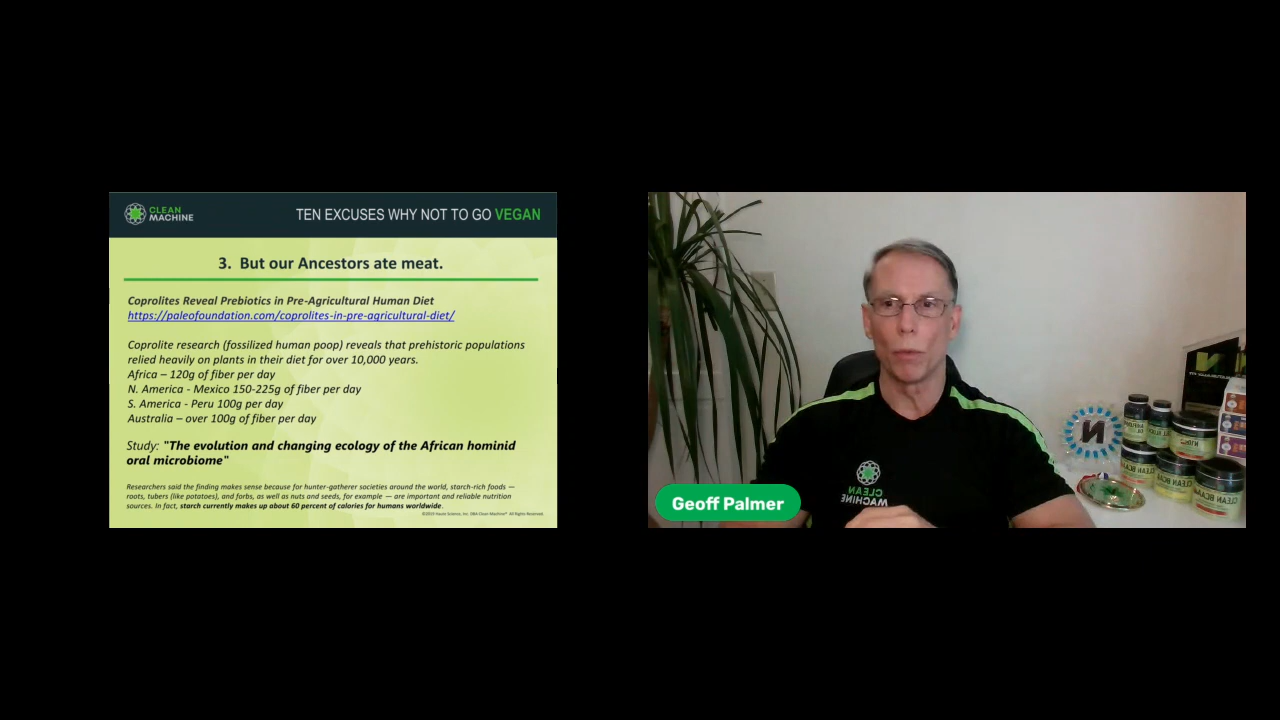 CLEAN
MACHINE
TEN EXCUSES WHY NOT TO GO VEGAN
3. But our Ancestors ate meat.
Coprolites Reveal Prebiotics in Pre-Agricultural Human Diet
https://paleofoundation.com/coprolites-in-pre-agricultural-diet/
Coprolite research (fossilized human poop) reveals that prehistoric populations
relied heavily on plants in their diet for over 10,000 years.
Africa – 120g of fiber per day
N. America - Mexico 150-225g of fiber per day
S. America - Peru 100g per day
Australia – over 100g of fiber per day
Study: "The evolution and changing ecology of the African hominid
oral microbiome"
Researchers said the finding makes sense because for hunter-gatherer societies around the world, starch-rich foods —
roots, tubers (like potatoes), and forbs, as well as nuts and seeds, for example — are important and reliable nutrition
sources. In fact, starch currently makes up about 60 percent of calories for humans worldwide.
CLEAN
MACHINE
Geoff Palmer
N
CLEAN BCAA
CLEAN BCAA